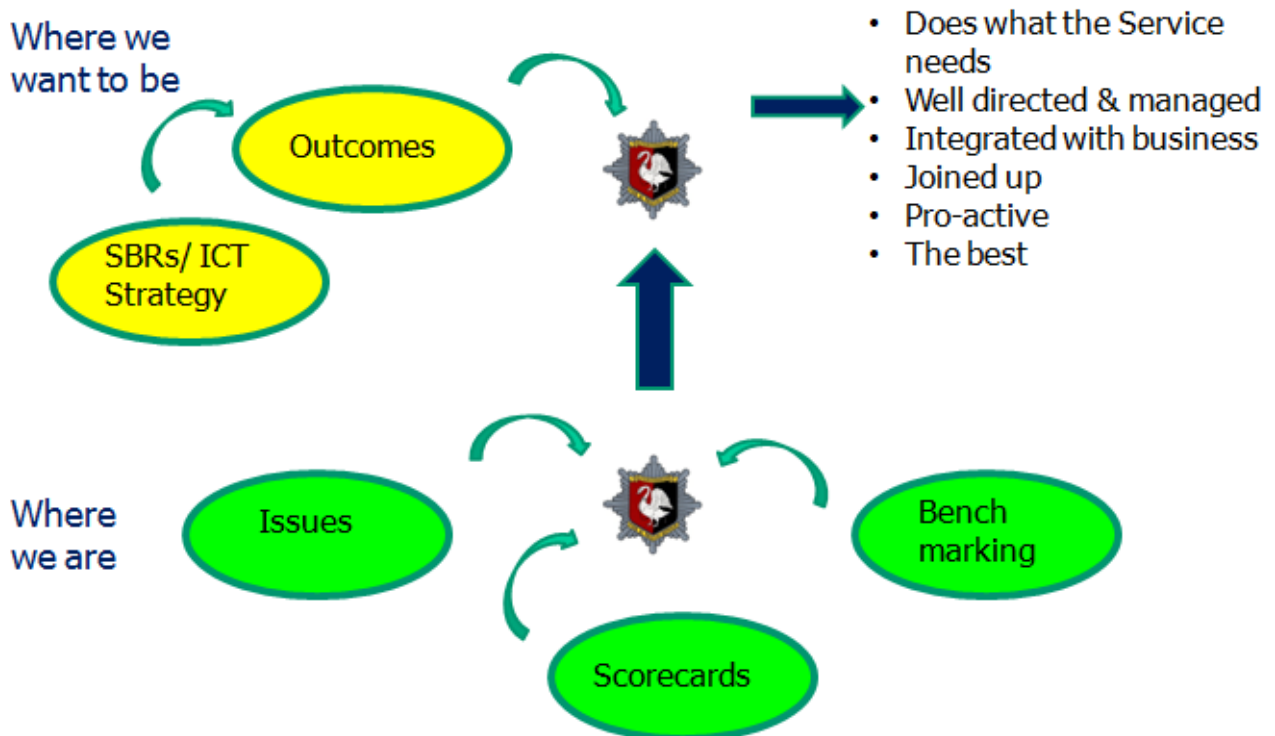 Where we
want to be
Outcomes
SBRs/ ICT
Strategy
• Does what the Service
needs
• Well directed & managed
• Integrated with business
• Joined up
• Pro-active
• The best
Where
we are
Issues
Bench
marking
Scorecards